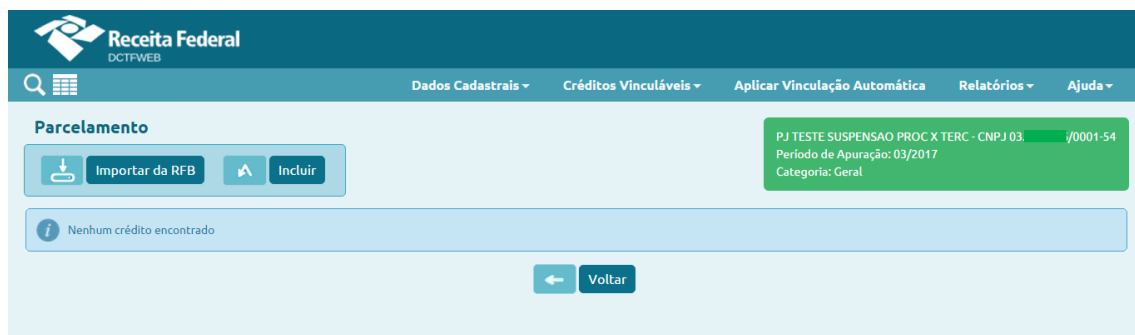 Receita Federal
DCTFWEB
Dados Cadastrais
Créditos Vinculáveis
Aplicar Vinculação Automática
Relatórios
Ajuda
Parcelamento
Importar da RFB
Incluir
PJ TESTE SUSPENSAO PROC X TERC - CNPJ 03. /0001-54
Período de Apuração: 03/2017
Categoria: Geral
i Nenhum crédito encontrado
Voltar